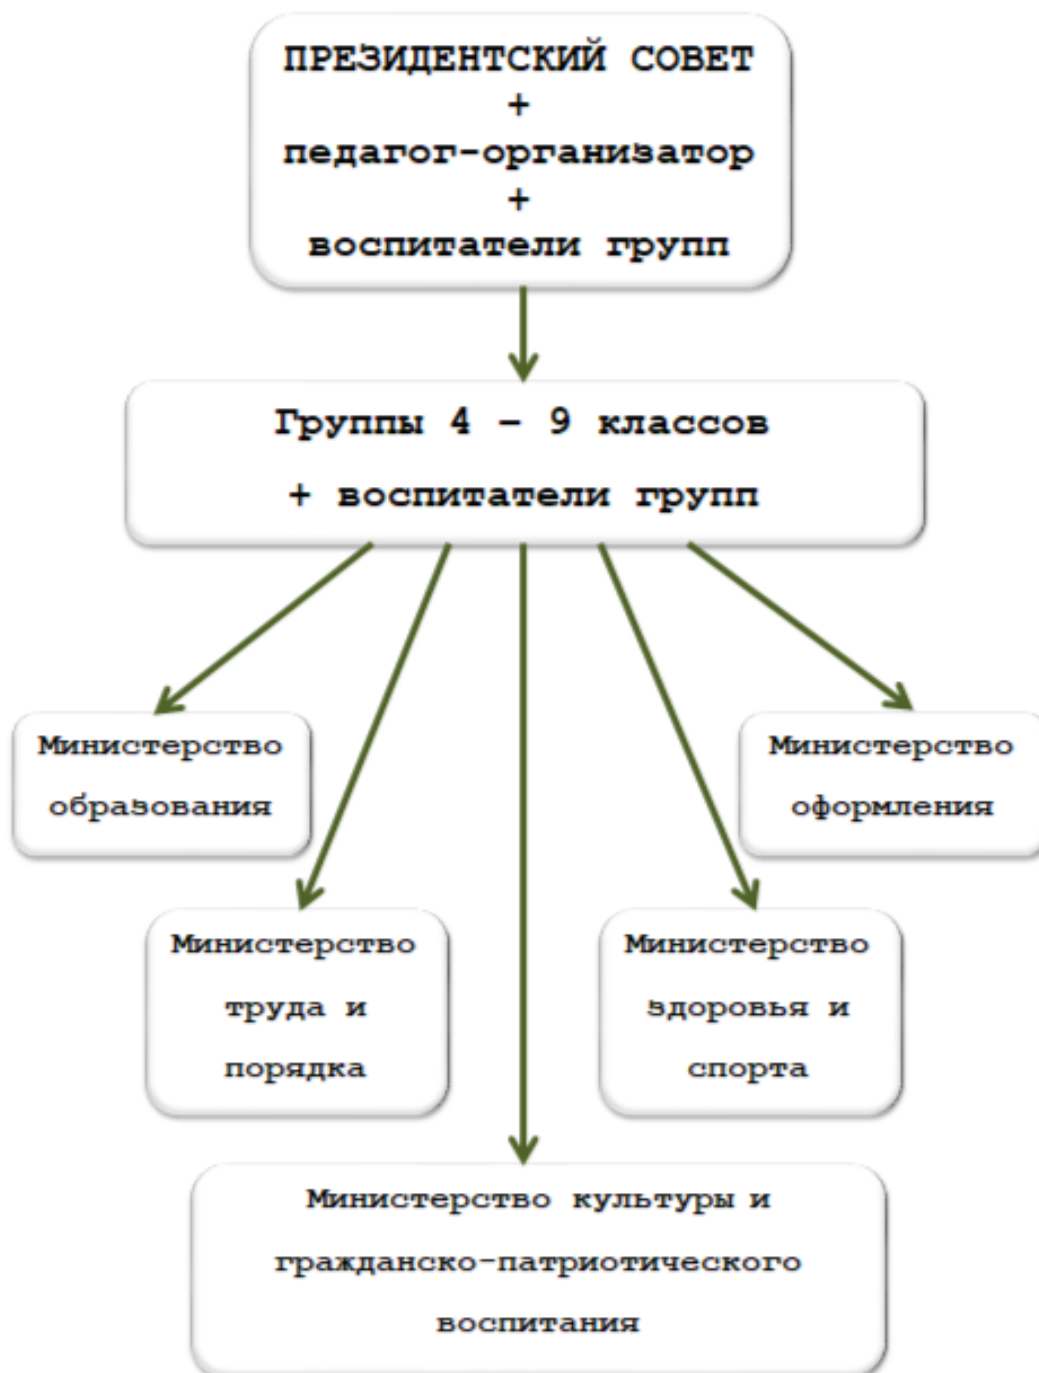 ПРЕЗИДЕНТСКИЙ СОВЕТ
+
педагог-организатор
+
воспитатели групп
Группы 4 – 9 классов
+ воспитатели групп
Министерство
образования
Министерство
оформления
Министерство
труда и
порядка
Министерство
здоровья и
спорта
Министерство культуры и
гражданско-патриотического
воспитания